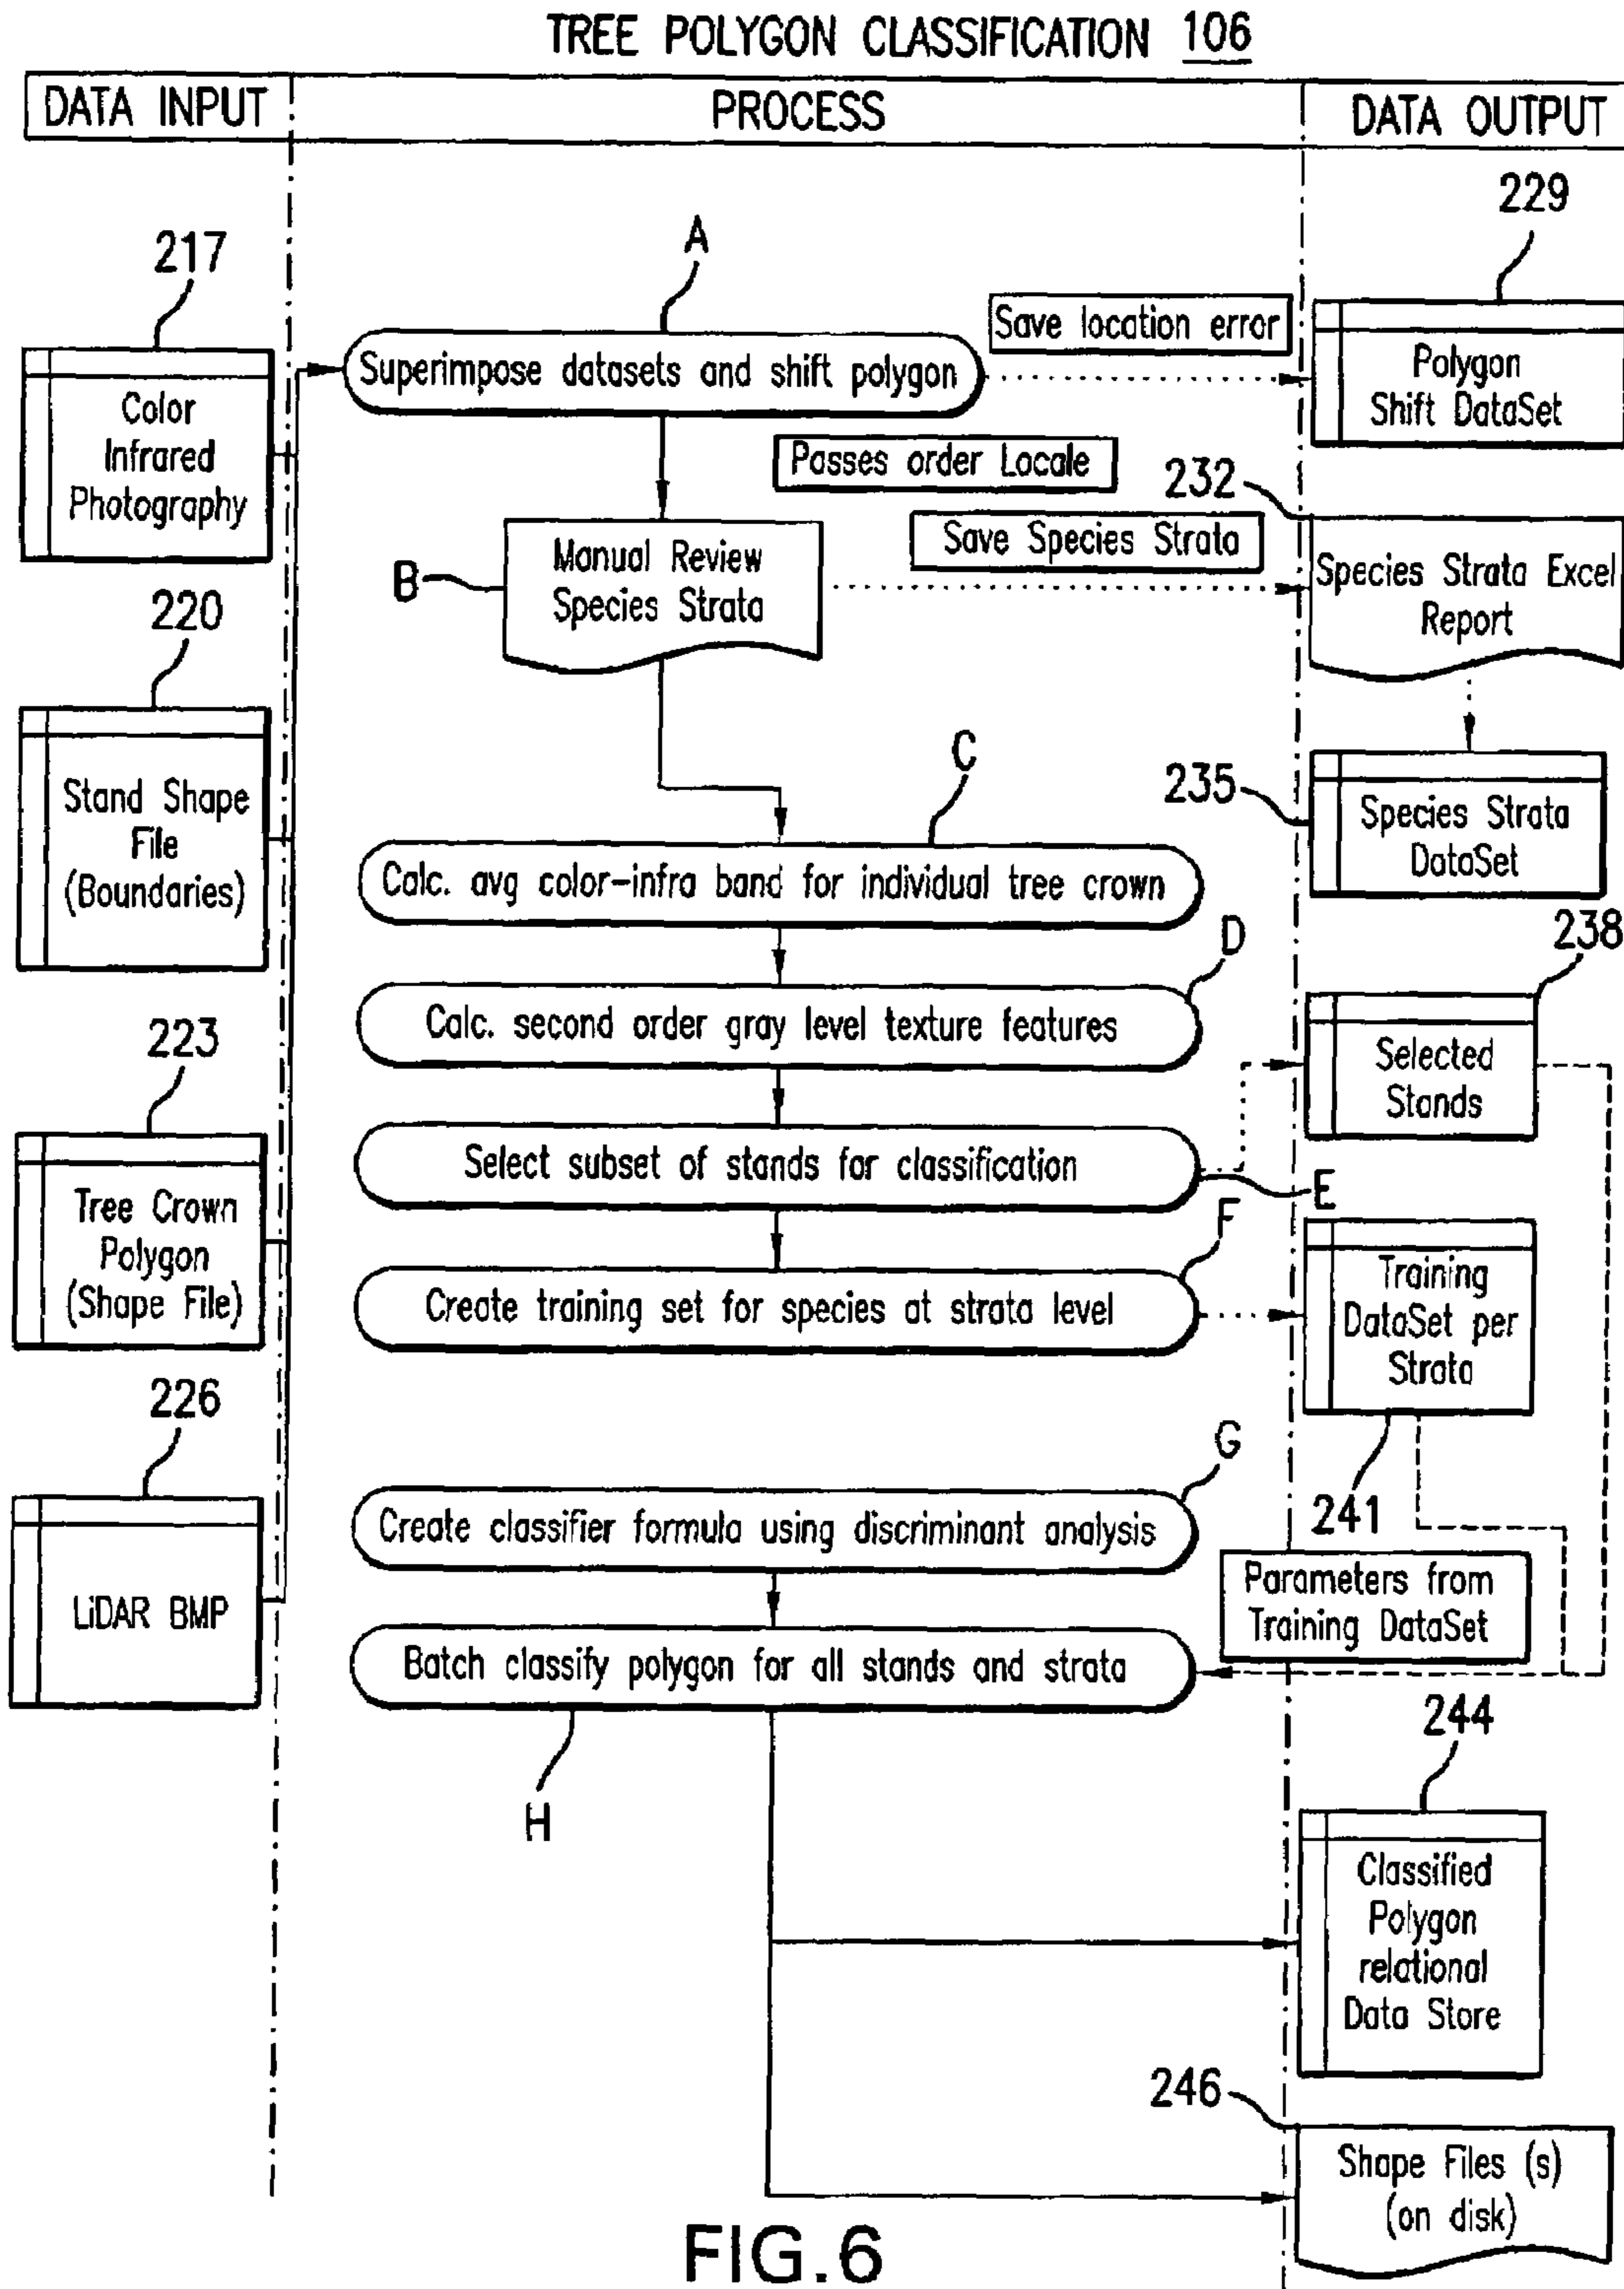 TREE POLYGON CLASSIFICATION 106
DATA INPUT
PROCESS
DATA OUTPUT
217
Color
Infrared
Photography
220
Stand Shape
File
(Boundaries)
223
Tree Crown
Polygon
(Shape File)
226
LiDAR BMP
A
Superimpose datasets and shift polygon
Save location error
Passes order Locale
B
Manual Review
Species Strata
Save Species Strata
C
Calc. avg color-infra band for individual tree crown
D
Calc. second order gray level texture features
Select subset of stands for classification
E
F
Create training set for species at strata level
G
Create classifier formula using discriminant analysis
Batch classify polygon for all stands and strata
H
229
Polygon
Shift DataSet
232
Species Strata Excel
Report
235
Species Strata
DataSet
238
Selected
Stands
Training
DataSet per
Strata
241
Parameters from
Training DataSet
244
Classified
Polygon
relational
Data Store
246
Shape Files (s)
(on disk)
FIG.6